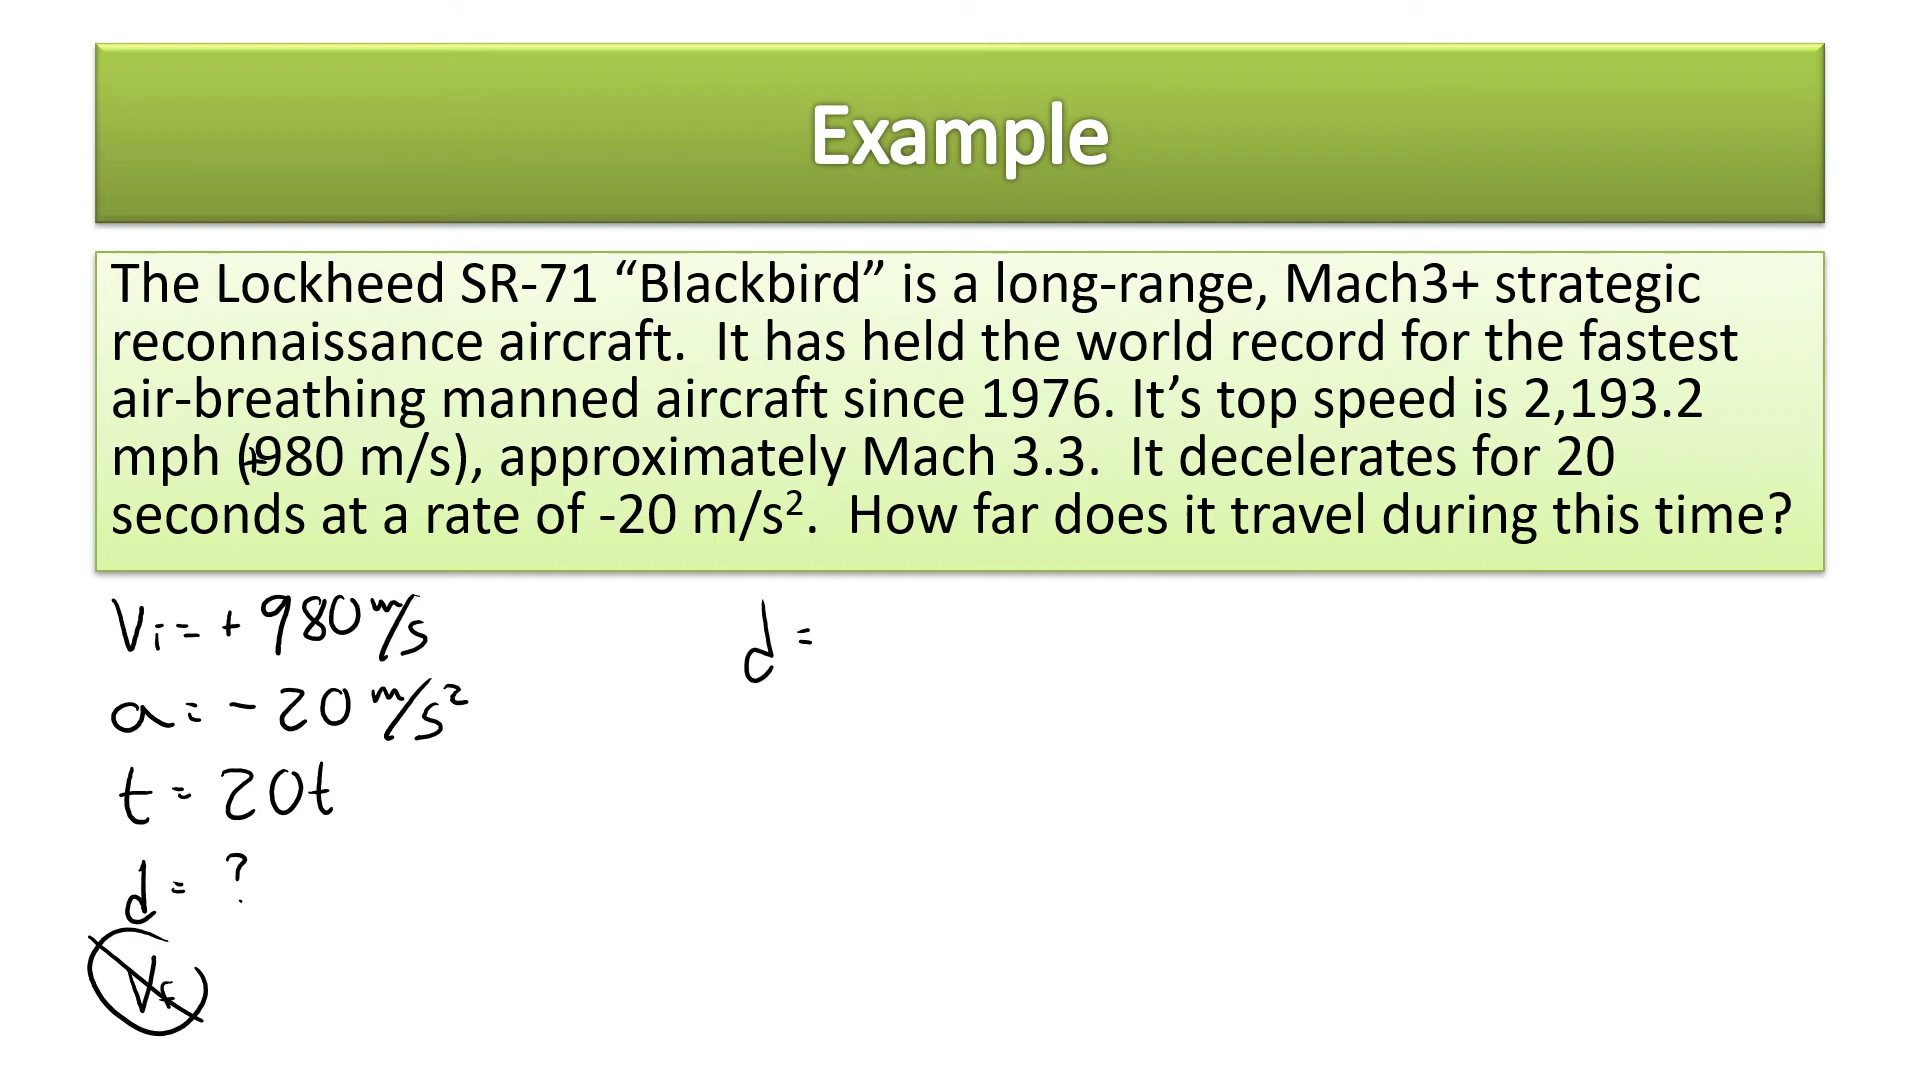 Example
The Lockheed SR-71 “Blackbird” is a long-range, Mach3+ strategic
reconnaissance aircraft.  It has held the world record for the fastest
air-breathing manned aircraft since 1976. It’s top speed is 2,193.2
mph (+980 m/s), approximately Mach 3.3.  It decelerates for 20
seconds at a rate of -20 m/s².  How far does it travel during this time?
Vi = + 980 m/s
d =
a = - 20 m/s²
t = 20t
d = ?
Vf